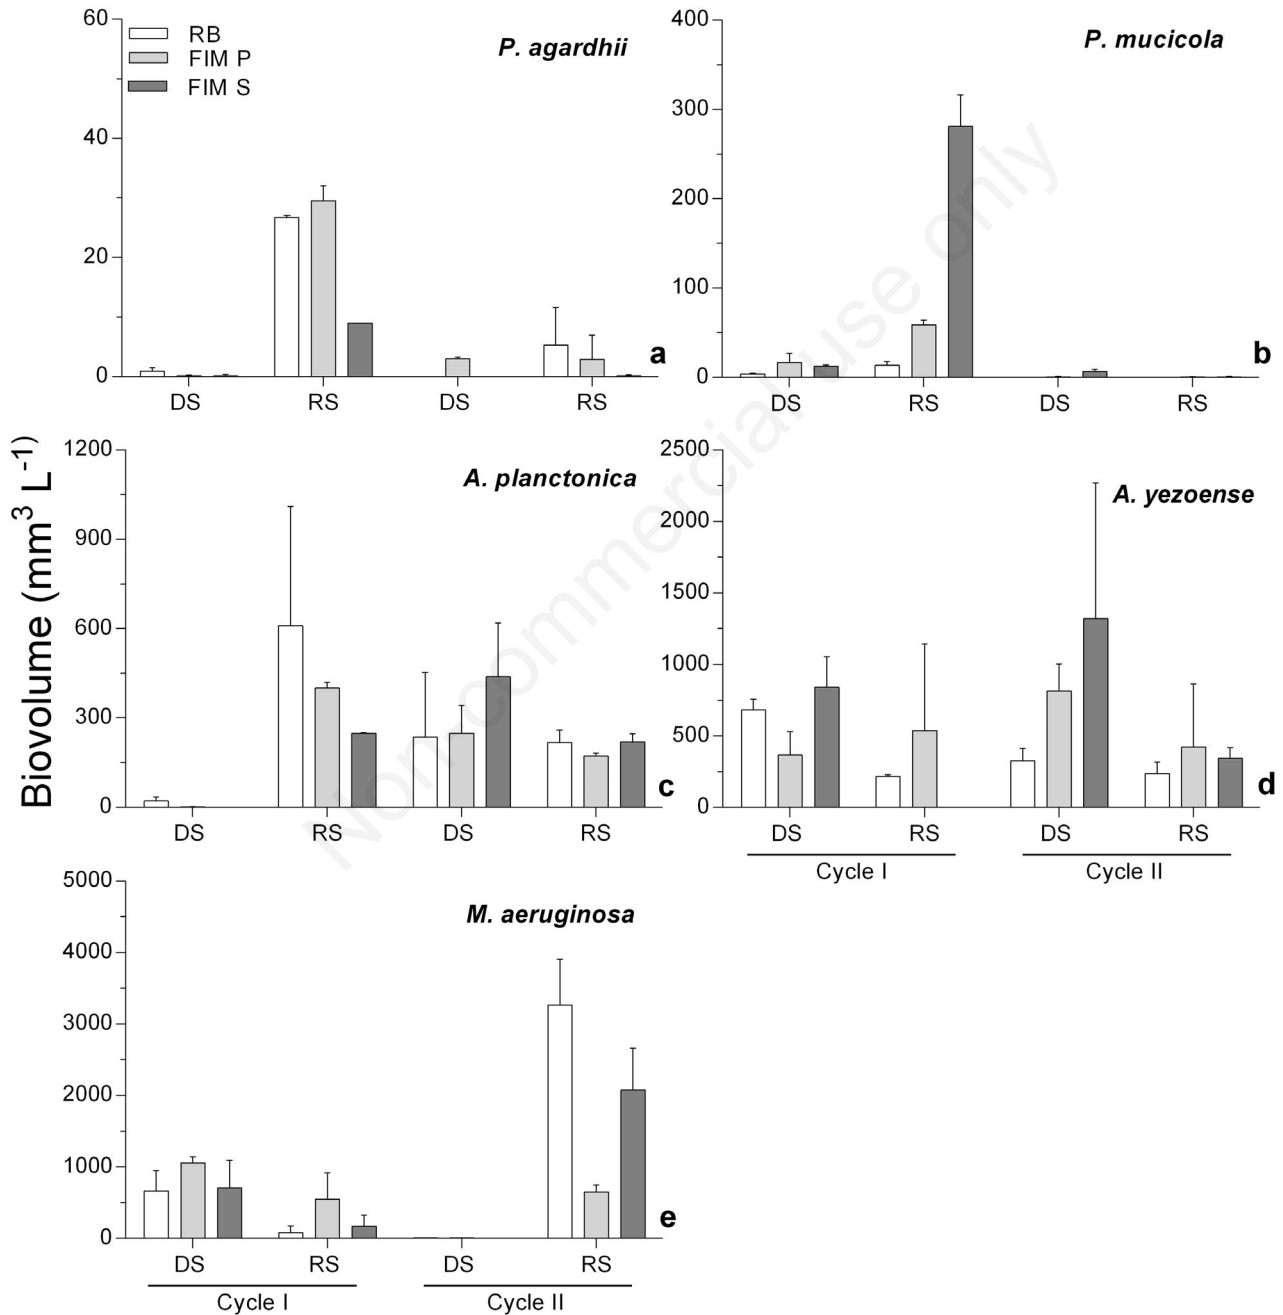 RB
FIM P
FIM S
P. agardhii
60
40
20
0
DS RS DS RS
a
P. mucicola
400
300
200
100
0
DS RS DS RS
b
Biovolume (mm³ L⁻¹)
A. planctonica
1200
900
600
300
0
DS RS DS RS
c
A. yezoense
2500
2000
1500
1000
500
0
DS RS DS RS
d
Cycle I Cycle II
M. aeruginosa
5000
4000
3000
2000
1000
0
DS RS DS RS
e
Cycle I Cycle II
Non-commercial use only